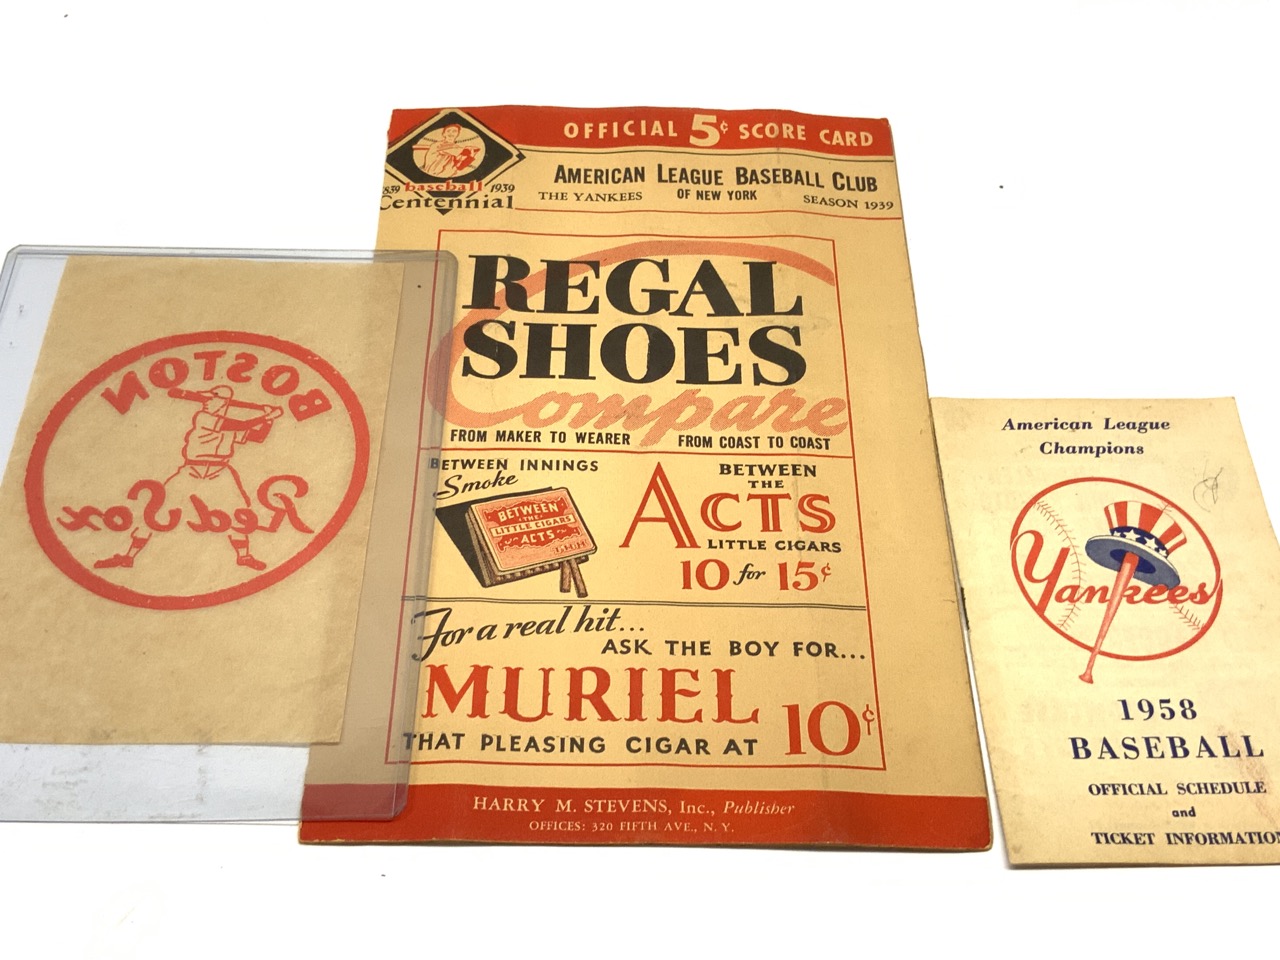 BOSTON
Red Sox
1839 baseball 1939
Centennial
OFFICIAL 5¢ SCORE CARD
AMERICAN LEAGUE BASEBALL CLUB
THE YANKEES OF NEW YORK SEASON 1939
REGAL
SHOES
Compare
FROM MAKER TO WEARER FROM COAST TO COAST
BETWEEN INNINGS
Smoke
BETWEEN
THE
LITTLE CIGARS
ACTS
BETWEEN
THE
ACTS
LITTLE CIGARS
10 for 15¢
For a real hit...
ASK THE BOY FOR...
MURIEL 10¢
THAT PLEASING CIGAR AT
HARRY M. STEVENS, Inc., Publisher
OFFICES: 320 FIFTH AVE., N. Y.
American League
Champions
Yankees
1958
BASEBALL
OFFICIAL SCHEDULE
and
TICKET INFORMATION